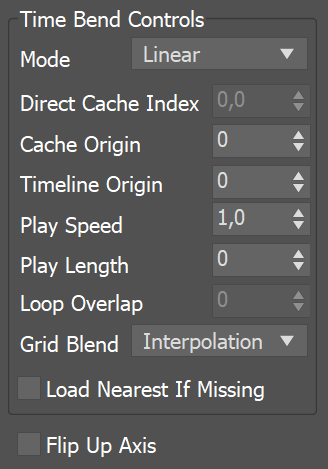 Time Bend Controls
Mode Linear
Direct Cache Index 0,0
Cache Origin 0
Timeline Origin 0
Play Speed 1,0
Play Length 0
Loop Overlap 0
Grid Blend Interpolation
Load Nearest If Missing
Flip Up Axis